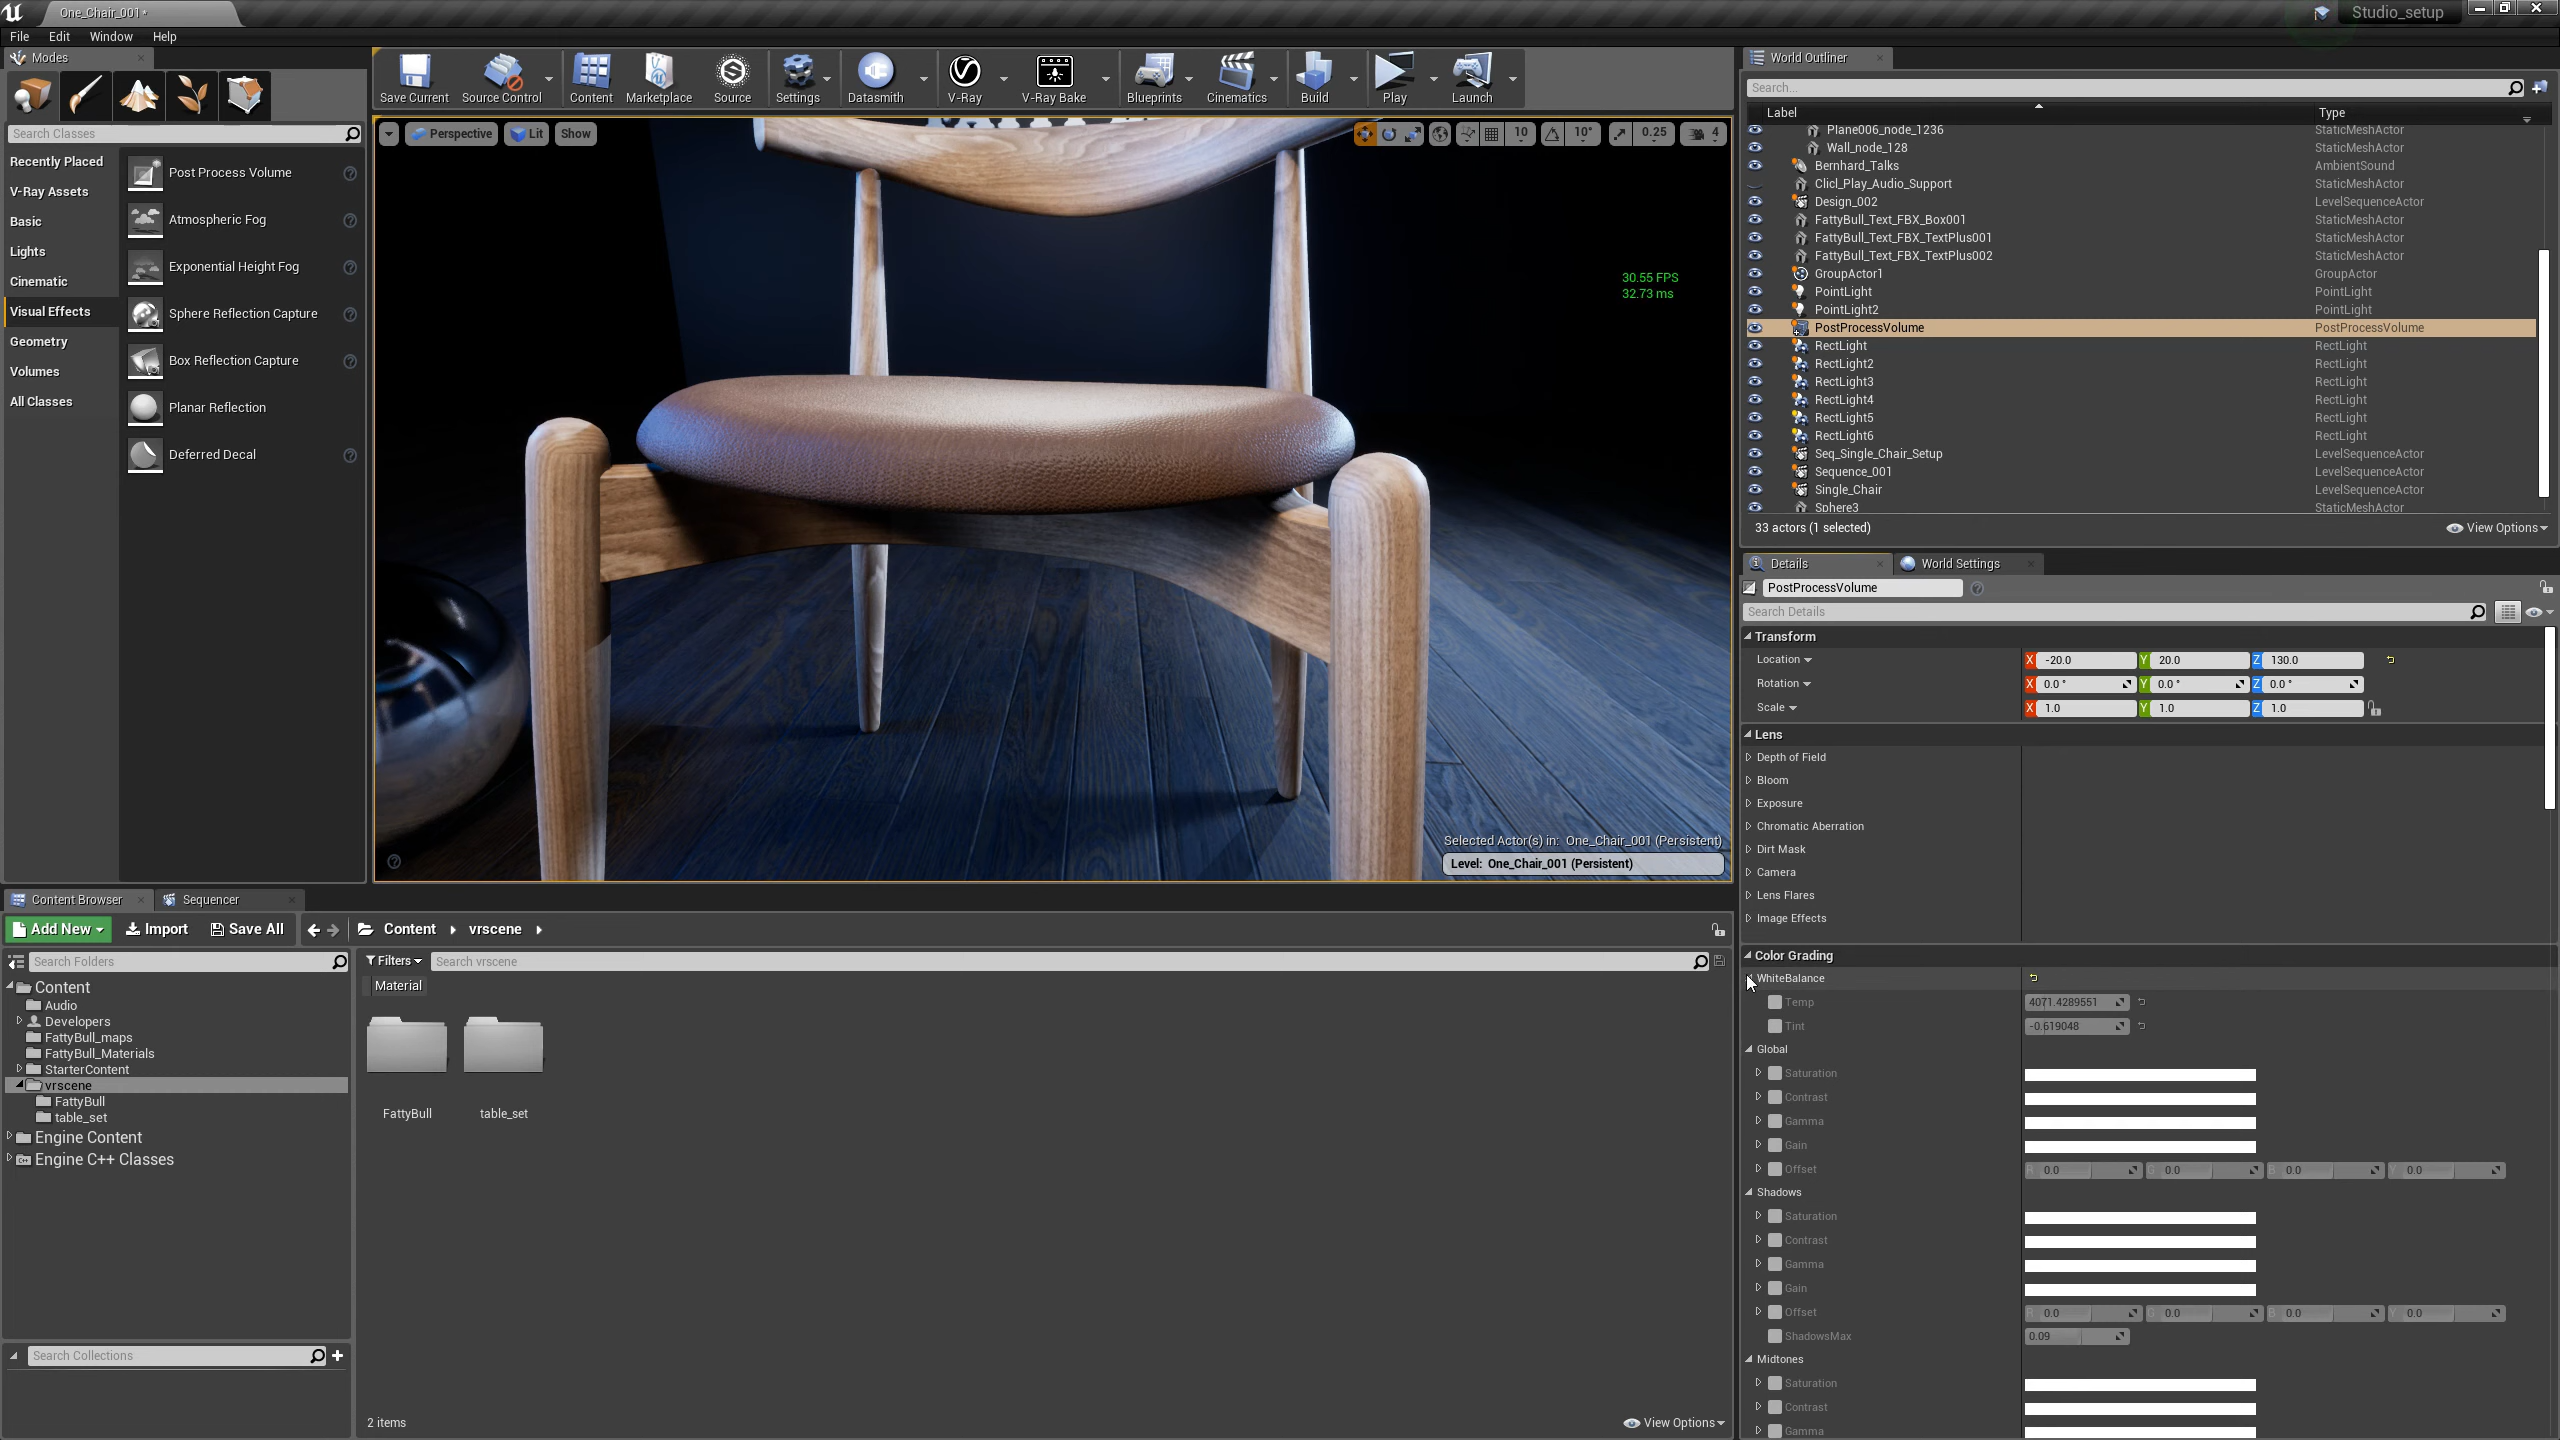 One_Chair_001*
Studio_setup
File Edit Window Help
Modes
Search Classes
Recently Placed
V-Ray Assets
Basic
Lights
Cinematic
Visual Effects
Geometry
Volumes
All Classes
Post Process Volume
Atmospheric Fog
Exponential Height Fog
Sphere Reflection Capture
Box Reflection Capture
Planar Reflection
Deferred Decal
Save Current Source Control Content Marketplace Source Settings Datasmith V-Ray V-Ray Bake Blueprints Cinematics Build Play Launch
Perspective Lit Show
10 10° 0.25 4
30.55 FPS
32.73 ms
Selected Actor(s) in: One_Chair_001 (Persistent)
Level: One_Chair_001 (Persistent)
World Outliner
Search...
Label Type
Plane006_node_1236 StaticMeshActor
Wall_node_128 StaticMeshActor
Bernhard_Talks AmbientSound
Clicl_Play_Audio_Support StaticMeshActor
Design_002 LevelSequenceActor
FattyBull_Text_FBX_Box001 StaticMeshActor
FattyBull_Text_FBX_TextPlus001 StaticMeshActor
FattyBull_Text_FBX_TextPlus002 StaticMeshActor
GroupActor1 GroupActor
PointLight PointLight
PointLight2 PointLight
PostProcessVolume PostProcessVolume
RectLight RectLight
RectLight2 RectLight
RectLight3 RectLight
RectLight4 RectLight
RectLight5 RectLight
RectLight6 RectLight
Seq_Single_Chair_Setup LevelSequenceActor
Sequence_001 LevelSequenceActor
Single_Chair LevelSequenceActor
Sphere3 StaticMeshActor
33 actors (1 selected) View Options
Details World Settings
PostProcessVolume
Search Details
Transform
Location X -20.0 Y 20.0 Z 130.0
Rotation X 0.0 ° Y 0.0 ° Z 0.0 °
Scale X 1.0 Y 1.0 Z 1.0
Lens
Depth of Field
Bloom
Exposure
Chromatic Aberration
Dirt Mask
Camera
Lens Flares
Image Effects
Color Grading
WhiteBalance
Temp 4071.4289551
Tint -0.619048
Global
Saturation
Contrast
Gamma
Gain
Offset R 0.0 G 0.0 B 0.0 Y 0.0
Shadows
Saturation
Contrast
Gamma
Gain
Offset R 0.0 G 0.0 B 0.0 Y 0.0
ShadowsMax 0.09
Midtones
Saturation
Contrast
Gamma
Content Browser Sequencer
Add New Import Save All Content vrscene
Search Folders
Filters Search vrscene
Material
Content
Audio
Developers
FattyBull_maps
FattyBull_Materials
StarterContent
vrscene
FattyBull
table_set
Engine Content
Engine C++ Classes
Search Collections
FattyBull table_set
2 items View Options